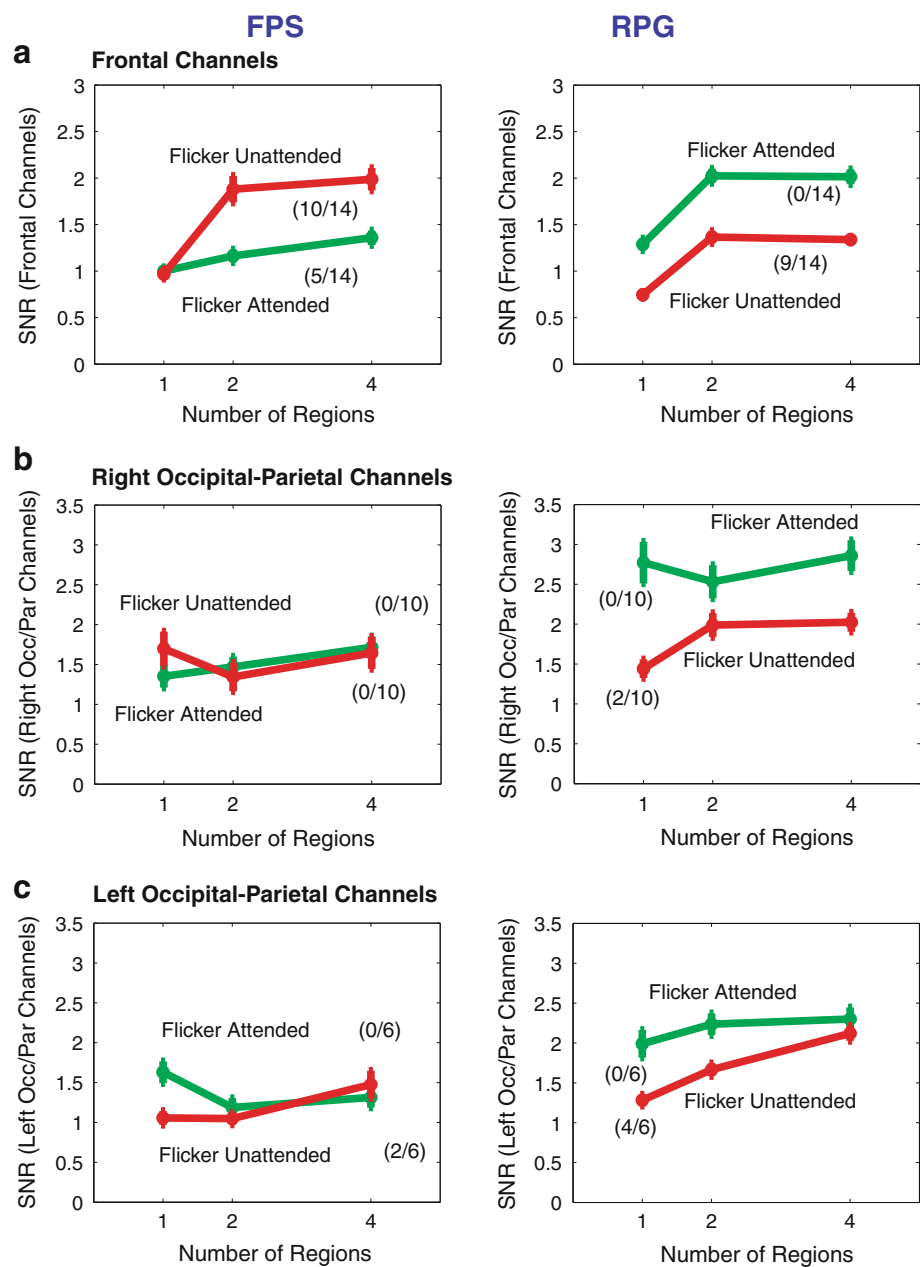 FPS
RPG
a
Frontal Channels
SNR (Frontal Channels)
3
2.5
2
1.5
1
0.5
0
Flicker Unattended
(10/14)
(5/14)
Flicker Attended
1
2
4
Number of Regions
SNR (Frontal Channels)
3
2.5
2
1.5
1
0.5
0
Flicker Attended
(0/14)
(9/14)
Flicker Unattended
1
2
4
Number of Regions
b
Right Occipital-Parietal Channels
SNR (Right Occ/Par Channels)
3.5
3
2.5
2
1.5
1
0.5
0
Flicker Unattended
(0/10)
(0/10)
Flicker Attended
1
2
4
Number of Regions
SNR (Right Occ/Par Channels)
3.5
3
2.5
2
1.5
1
0.5
0
Flicker Attended
(0/10)
Flicker Unattended
(2/10)
1
2
4
Number of Regions
c
Left Occipital-Parietal Channels
SNR (Left Occ/Par Channels)
3.5
3
2.5
2
1.5
1
0.5
0
Flicker Attended
(0/6)
Flicker Unattended
(2/6)
1
2
4
Number of Regions
SNR (Left Occ/Par Channels)
3.5
3
2.5
2
1.5
1
0.5
0
Flicker Attended
(0/6)
Flicker Unattended
(4/6)
1
2
4
Number of Regions